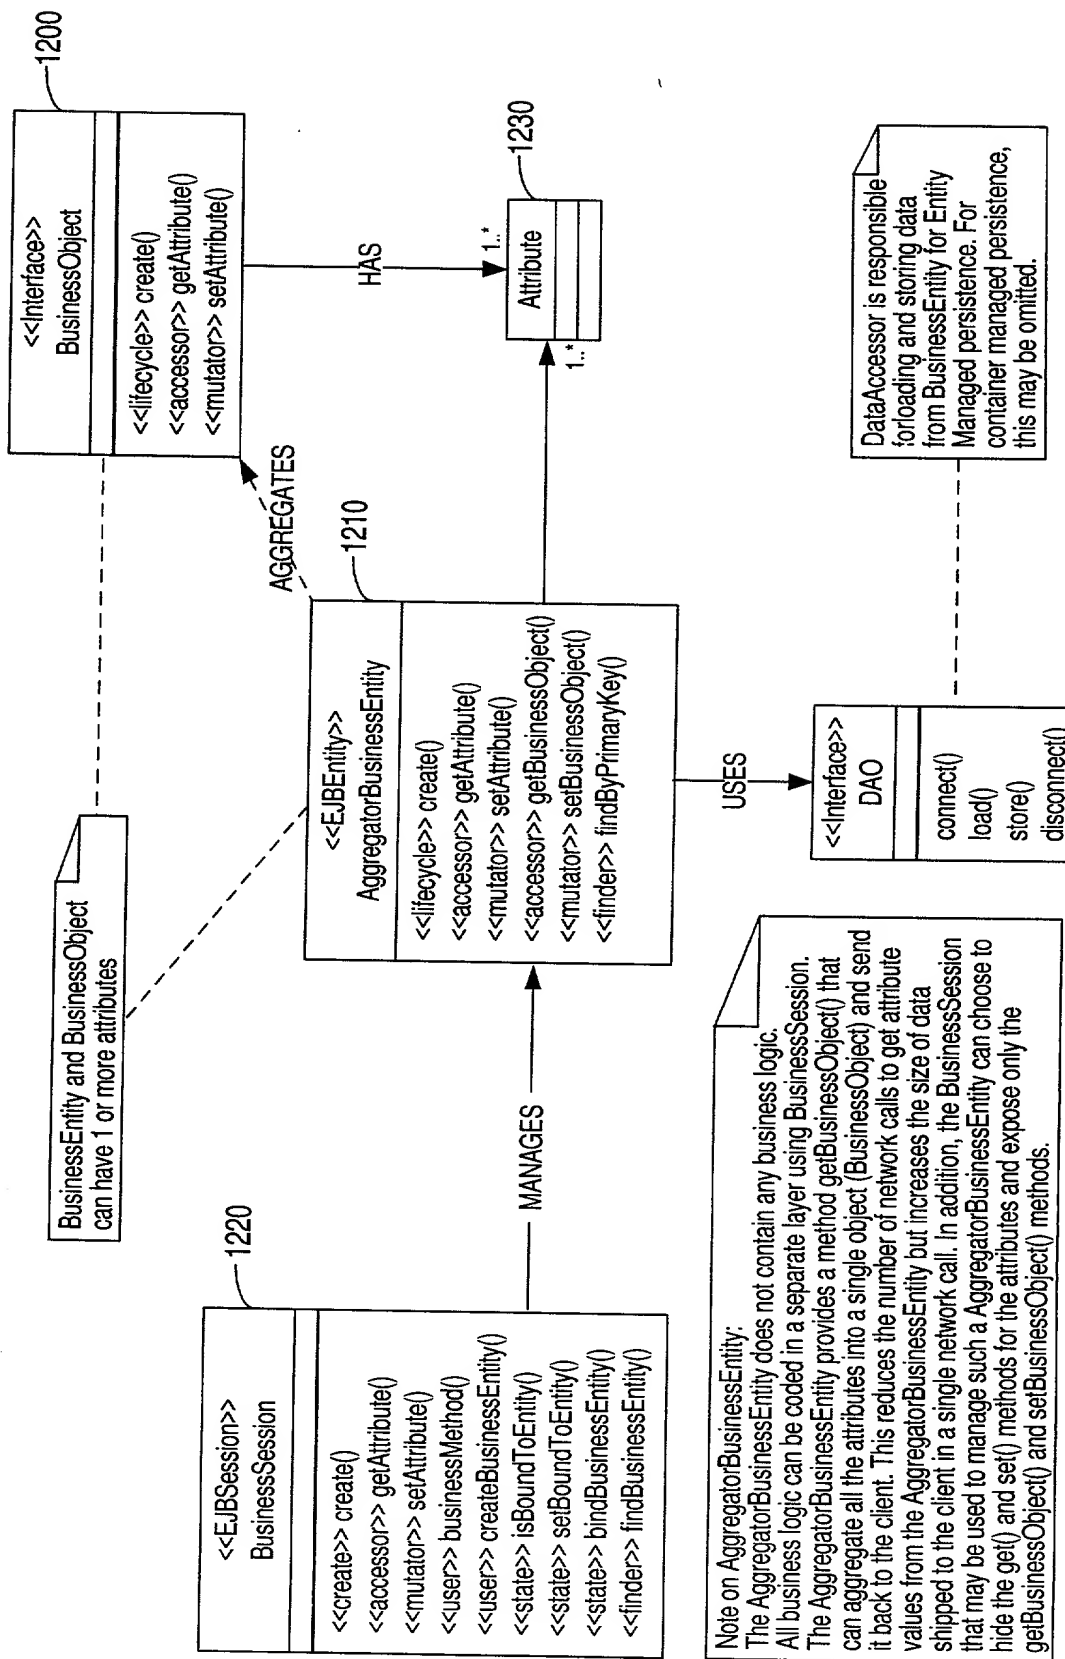 BusinessEntity and BusinessObject
can have 1 or more attributes
<<Interface>>
BusinessObject
<<lifecycle>> create()
<<accessor>> getAttribute()
<<mutator>> setAttribute()
1200
1220
<<EJBSession>>
BusinessSession
<<create>> create()
<<accessor>> getAttribute()
<<mutator>> setAttribute()
<<user>> businessMethod()
<<user>> createBusinessEntity()
<<state>> isBoundToEntity()
<<state>> setBoundToEntity()
<<state>> bindBusinessEntity()
<<finder>> findBusinessEntity()
MANAGES
AGGREGATES
1210
<<EJBEntity>>
AggregatorBusinessEntity
<<lifecycle>> create()
<<accessor>> getAttribute()
<<mutator>> setAttribute()
<<accessor>> getBusinessObject()
<<mutator>> setBusinessObject()
<<finder>> findByPrimaryKey()
HAS
1..*
1..*
Attribute
1230
USES
<<Interface>>
DAO
connect()
load()
store()
disconnect()
DataAccessor is responsible
forloading and storing data
from BusinessEntity for Entity
Managed persistence. For
container managed persistence,
this may be omitted.
Note on AggregatorBusinessEntity:
The AggregatorBusinessEntity does not contain any business logic.
All business logic can be coded in a separate layer using BusinessSession.
The AggregatorBusinessEntity provides a method getBusinessObject() that
can aggregate all the attributes into a single object (BusinessObject) and send
it back to the client. This reduces the number of network calls to get attribute
values from the AggregatorBusinessEntity but increases the size of data
shipped to the client in a single network call. In addition, the BusinessSession
that may be used to manage such a AggregatorBusinessEntity can choose to
hide the get() and set() methods for the attributes and expose only the
getBusinessObject() and setBusinessObject() methods.